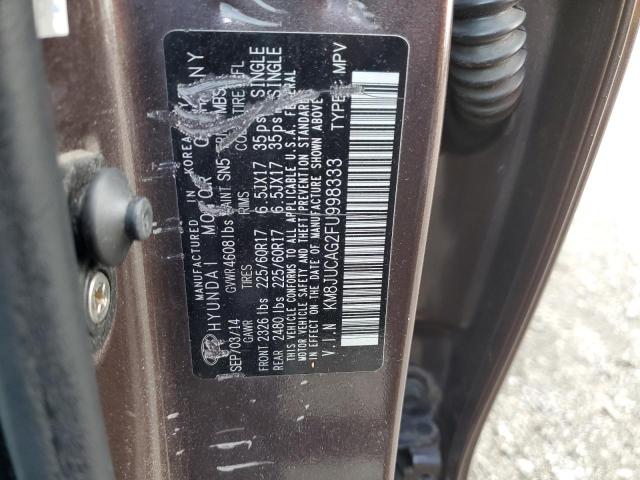 MANUFACTURED IN KOREA
HYUNDAI MOTOR COMPANY
SEP/03/14 GVWR 4608 lbs PAINT SN5 TRIM MBS
GAWR TIRES RIMS COLD TIRE INFL
FRONT 2326 lbs 225/60R17 6.5JX17 35psi SINGLE
REAR 2480 lbs 225/60R17 6.5JX17 35psi SINGLE
THIS VEHICLE CONFORMS TO ALL APPLICABLE U.S.A. FEDERAL
MOTOR VEHICLE SAFETY AND THEFT PREVENTION STANDARDS
IN EFFECT ON THE DATE OF MANUFACTURE SHOWN ABOVE
V.I.N KM8JUCAG2FU998333 TYPE: MPV